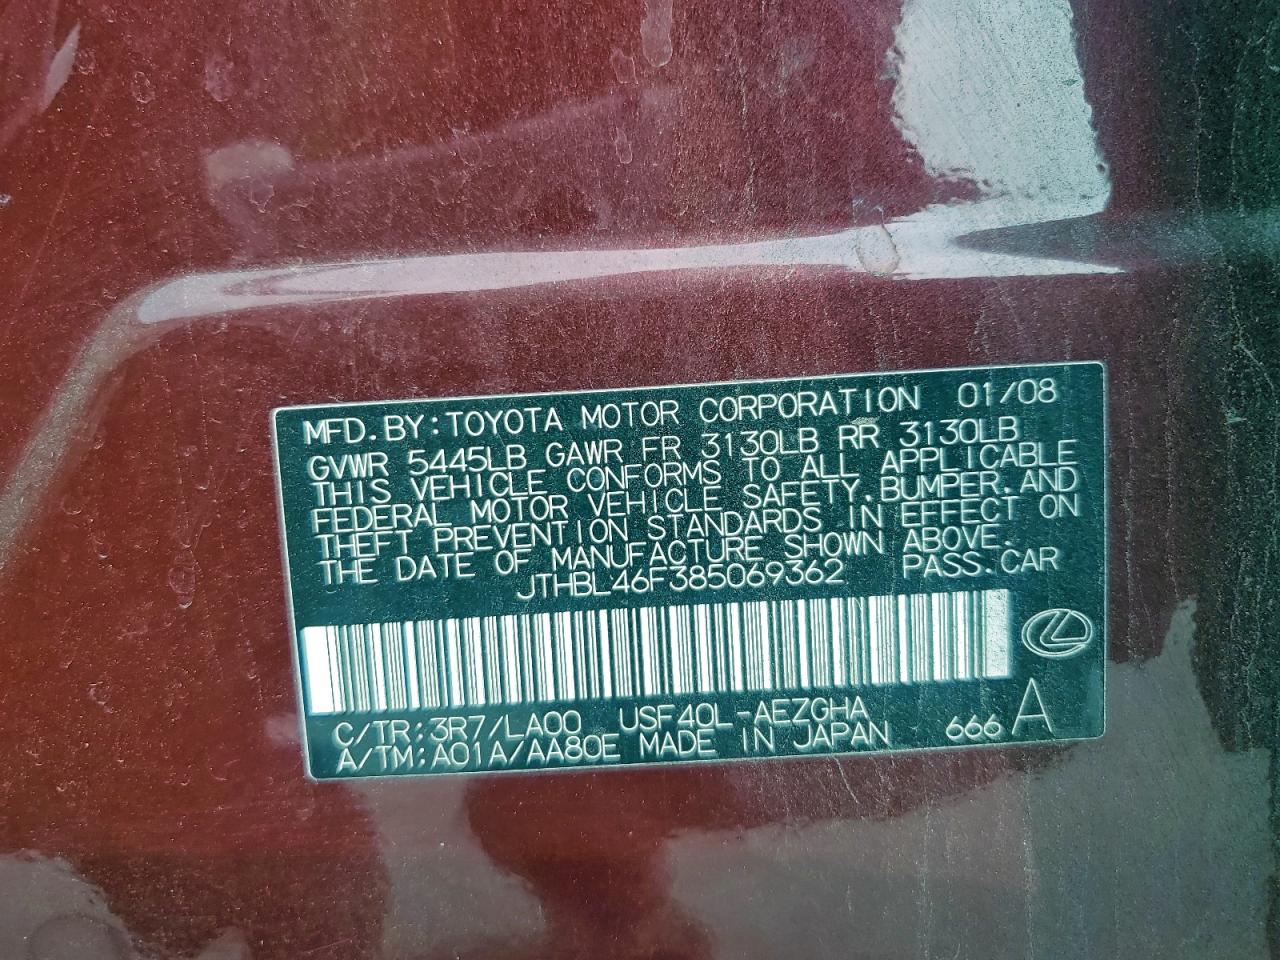 MFD.BY:TOYOTA MOTOR CORPORATION 01/08
GVWR 5445LB GAWR FR 3130LB RR 3130LB
THIS VEHICLE CONFORMS TO ALL APPLICABLE
FEDERAL MOTOR VEHICLE SAFETY.BUMPER.AND
THEFT PREVENTION STANDARDS IN EFFECT ON
THE DATE OF MANUFACTURE SHOWN ABOVE.
JTHBL46F385069362 PASS.CAR
C/TR:3R7/LA00 USF40L-AEZGHA
A/TM:A01A/AA80E MADE IN JAPAN 666 A